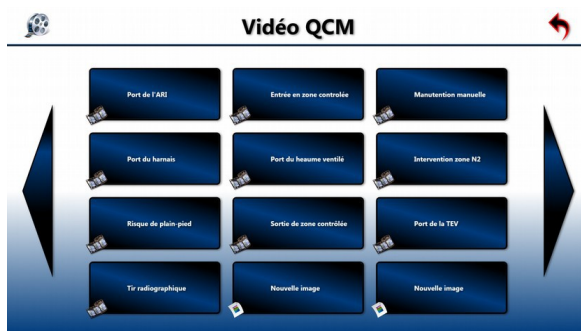 Vidéo QCM
Port de l'ARI
Entrée en zone controlée
Manutention manuelle
Port du harnais
Port du heaume ventilé
Intervention zone N2
Risque de plain-pied
Sortie de zone contrôlée
Port de la TEV
Tir radiographique
Nouvelle image
Nouvelle image